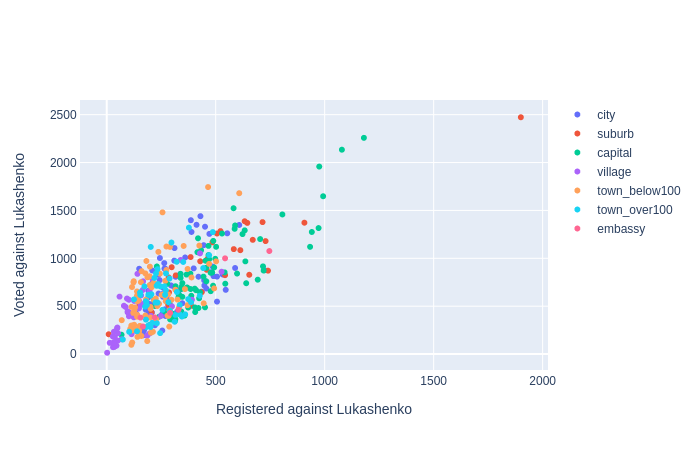 2500
2000
1500
1000
500
0
0
500
1000
1500
2000
Voted against Lukashenko
Registered against Lukashenko
city
suburb
capital
village
town_below100
town_over100
embassy